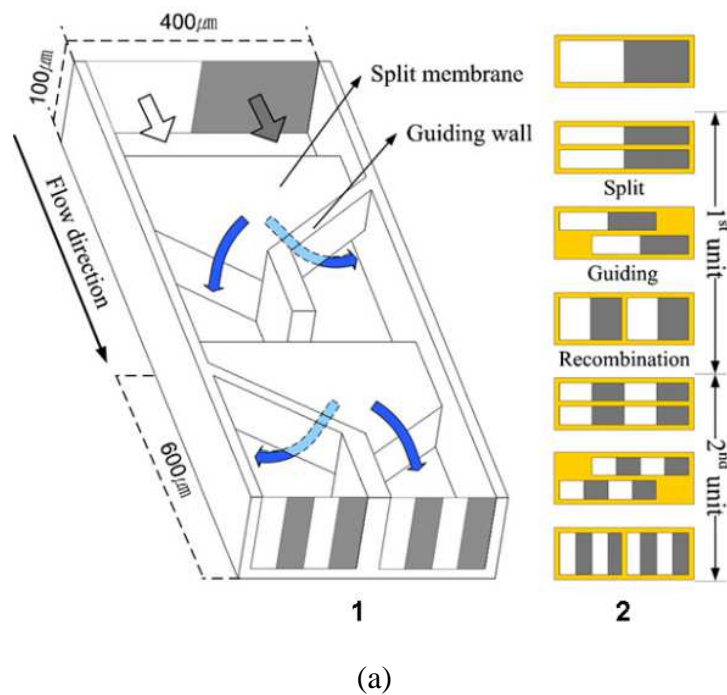 400㎛
100㎛
Split membrane
Guiding wall
Flow direction
600㎛
1
Split
Guiding
Recombination
1st unit
2nd unit
2
(a)